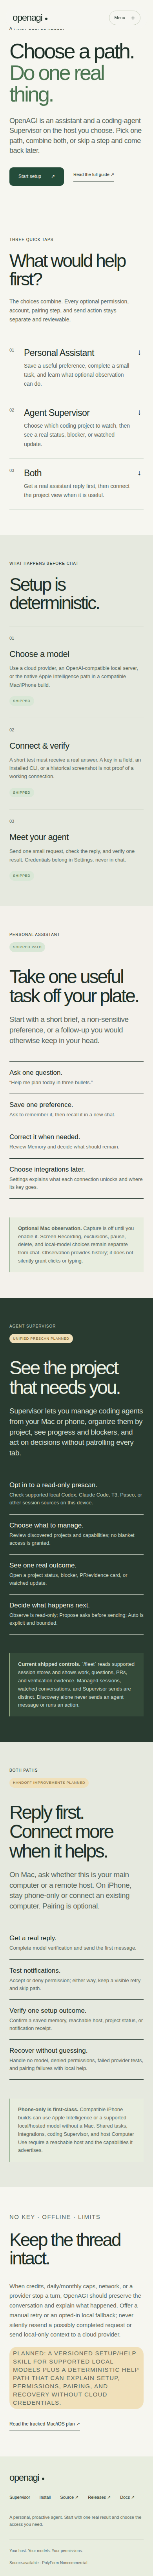 openagi
Menu +
Choose a path.
Do one real
thing.
OpenAGI is an assistant and a coding-agent
Supervisor on the host you choose. Pick one
path, combine both, or skip a step and come
back later.
Start setup ↗
Read the full guide ↗
THREE QUICK TAPS
What would help
first?
The choices combine. Every optional permission,
account, pairing step, and send action stays
separate and reviewable.
01
Personal Assistant ↓
Save a useful preference, complete a small
task, and learn what optional observation
can do.
02
Agent Supervisor ↓
Choose which coding project to watch, then
see a real status, blocker, or watched
update.
03
Both ↓
Get a real assistant reply first, then connect
the project view when it is useful.
WHAT HAPPENS BEFORE CHAT
Setup is
deterministic.
01
Choose a model
Use a cloud provider, an OpenAI-compatible local server,
or the native Apple Intelligence path in a compatible
Mac/iPhone build.
SHIPPED
02
Connect & verify
A short test must receive a real answer. A key in a field, an
installed CLI, or a historical screenshot is not proof of a
working connection.
SHIPPED
03
Meet your agent
Send one small request, check the reply, and verify one
result. Credentials belong in Settings, never in chat.
SHIPPED
PERSONAL ASSISTANT
SHIPPED PATH
Take one useful
task off your plate.
Start with a short brief, a non-sensitive
preference, or a follow-up you would
otherwise keep in your head.
Ask one question.
"Help me plan today in three bullets."
Save one preference.
Ask to remember it, then recall it in a new chat.
Correct it when needed.
Review Memory and decide what should remain.
Choose integrations later.
Settings explains what each connection unlocks and where
its key goes.
Optional Mac observation. Capture is off until you
enable it. Screen Recording, exclusions, pause,
delete, and local-model choices remain separate
from chat. Observation provides history, it does not
silently grant clicks or typing.
AGENT SUPERVISOR
UNIFIED PRESCAN PLANNED
See the project
that needs you.
Supervisor lets you manage coding agents
from your Mac or phone, organize them by
project, see progress and blockers, and
act on decisions without patrolling every
tab.
Opt in to a read-only prescan.
Check supported local Codex, Claude Code, T3, Paseo, or
other session sources on this device.
Choose what to manage.
Review discovered projects and capabilities; no blanket
access is granted.
See one real outcome.
Open a project status, blocker, PR/evidence card, or
watched update.
Decide what happens next.
Observe is read-only; Propose asks before sending; Auto is
explicit and bounded.
Current shipped controls. `/fleet` reads supported
session stores and shows work, questions, PRs,
and verification evidence. Managed sessions,
watched conversations, and Supervisor sends are
distinct. Discovery alone never sends an agent
message or runs an action.
BOTH PATHS
HANDOFF IMPROVEMENTS PLANNED
Reply first.
Connect more
when it helps.
On Mac, ask whether this is your main
computer or a remote host. On iPhone,
stay phone-only or connect an existing
computer. Pairing is optional.
Get a real reply.
Complete model verification and send the first message.
Test notifications.
Accept or deny permission; either way, keep a visible retry
and skip path.
Verify one setup outcome.
Confirm a saved memory, reachable host, project status, or
notification receipt.
Recover without guessing.
Handle no model, denied permissions, failed provider tests,
and pairing failures with local help.
Phone-only is first-class. Compatible iPhone
builds can use Apple Intelligence or a supported
local/hosted model without a Mac. Shared tasks,
integrations, coding Supervisor, and host Computer
Use require a reachable host and the capabilities it
advertises.
NO KEY · OFFLINE · LIMITS
Keep the thread
intact.
When credits, daily/monthly caps, network, or a
provider stop a turn, OpenAGI should preserve the
conversation and explain what happened. Offer a
manual retry or an opted-in local fallback; never
silently resend a possibly completed request or
send local-only context to a cloud provider.
PLANNED: A VERSIONED SETUP/HELP
SKILL FOR SUPPORTED LOCAL
MODELS PLUS A DETERMINISTIC HELP
PATH THAT CAN EXPLAIN SETUP,
PERMISSIONS, PAIRING, AND
RECOVERY WITHOUT CLOUD
CREDENTIALS.
Read the tracked Mac/iOS plan ↗
openagi
Supervisor Install Source ↗ Releases ↗ Docs ↗
A personal, proactive agent. Start with one real result and choose the
access you need.
Your host. Your models. Your permissions.
Source-available · PolyForm Noncommercial